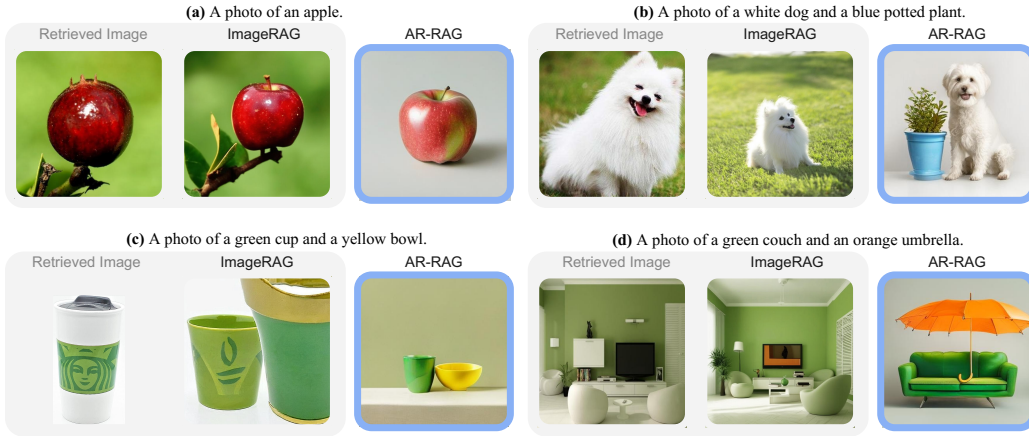 (a) A photo of an apple.
Retrieved Image
ImageRAG
AR-RAG
(b) A photo of a white dog and a blue potted plant.
Retrieved Image
ImageRAG
AR-RAG
(c) A photo of a green cup and a yellow bowl.
Retrieved Image
ImageRAG
AR-RAG
(d) A photo of a green couch and an orange umbrella.
Retrieved Image
ImageRAG
AR-RAG